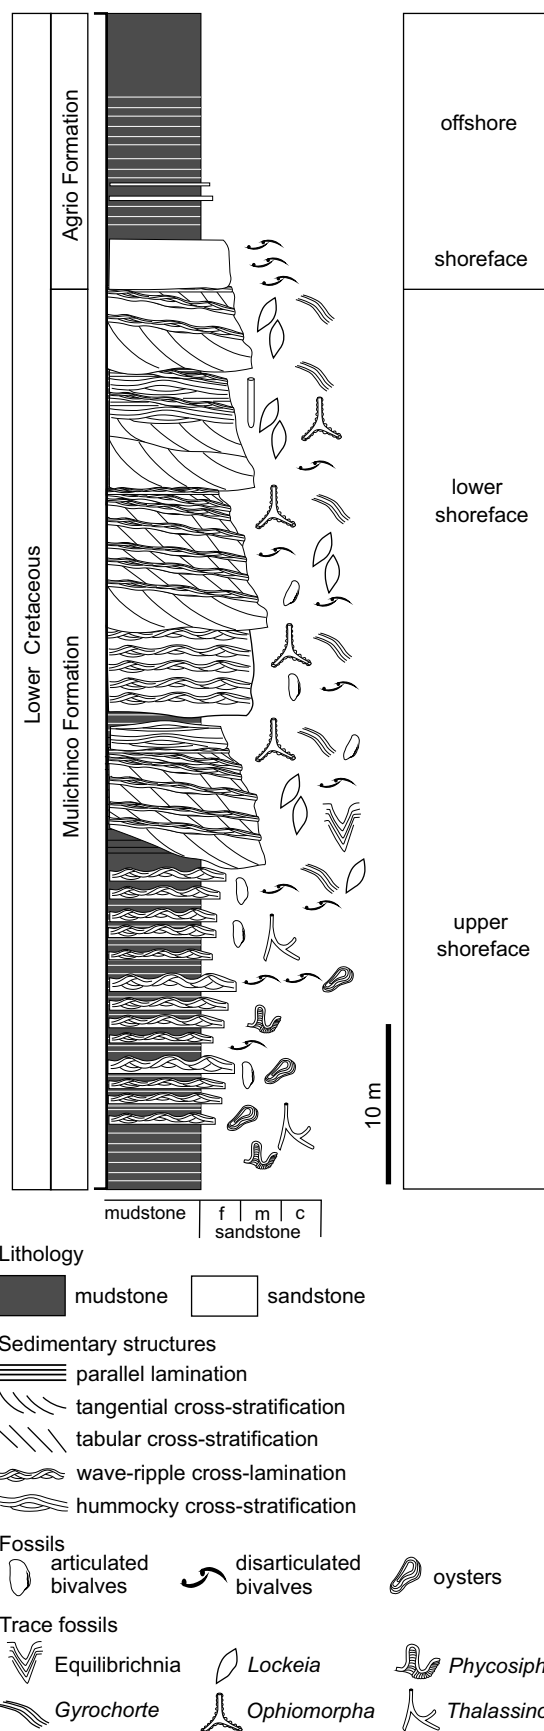 Lower Cretaceous
Agrio Formation
Mulichinco Formation
offshore
shoreface
lower
shoreface
upper
shoreface
10 m
mudstone f m c
sandstone
Lithology
mudstone sandstone
Sedimentary structures
parallel lamination
tangential cross-stratification
tabular cross-stratification
wave-ripple cross-lamination
hummocky cross-stratification
Fossils
articulated
bivalves
disarticulated
bivalves
oysters
Trace fossils
Equilibrichnia Lockeia Phycosiph
Gyrochorte Ophiomorpha Thalassino